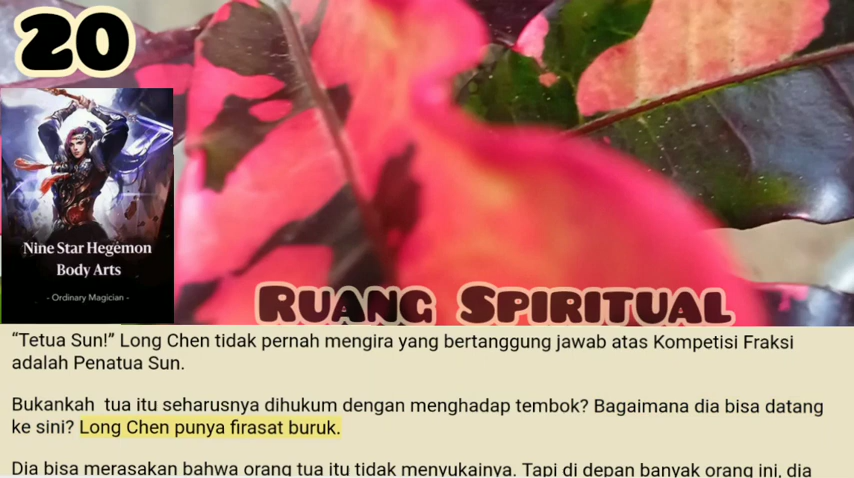 20
Nine Star Hegemon
Body Arts
- Ordinary Magician -
RUANG SPIRITUAL
“Tetua Sun!” Long Chen tidak pernah mengira yang bertanggung jawab atas Kompetisi Fraksi
adalah Penatua Sun.
Bukankah tua itu seharusnya dihukum dengan menghadap tembok? Bagaimana dia bisa datang
ke sini? Long Chen punya firasat buruk.
Dia bisa merasakan bahwa orang tua itu tidak menyukainya. Tapi di depan banyak orang ini, dia